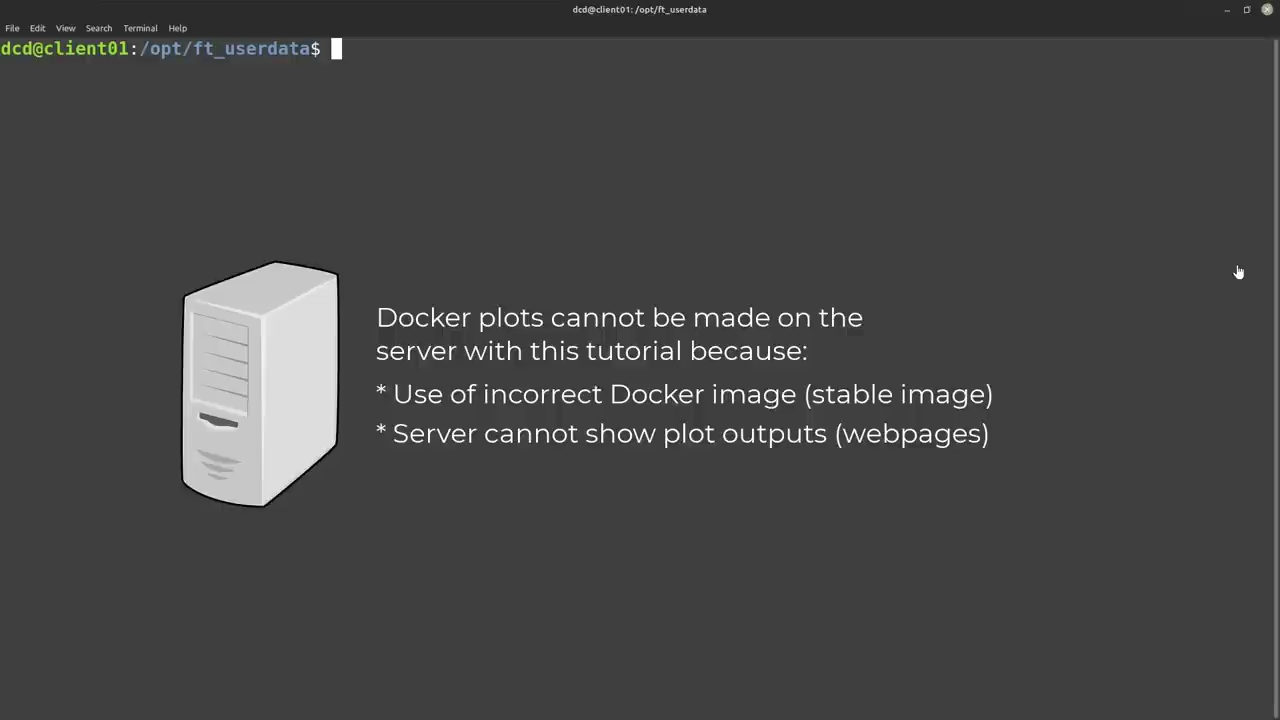 dcd@client01: /opt/ft_userdata
File Edit View Search Terminal Help
dcd@client01:/opt/ft_userdata$
Docker plots cannot be made on the
server with this tutorial because:
* Use of incorrect Docker image (stable image)
* Server cannot show plot outputs (webpages)